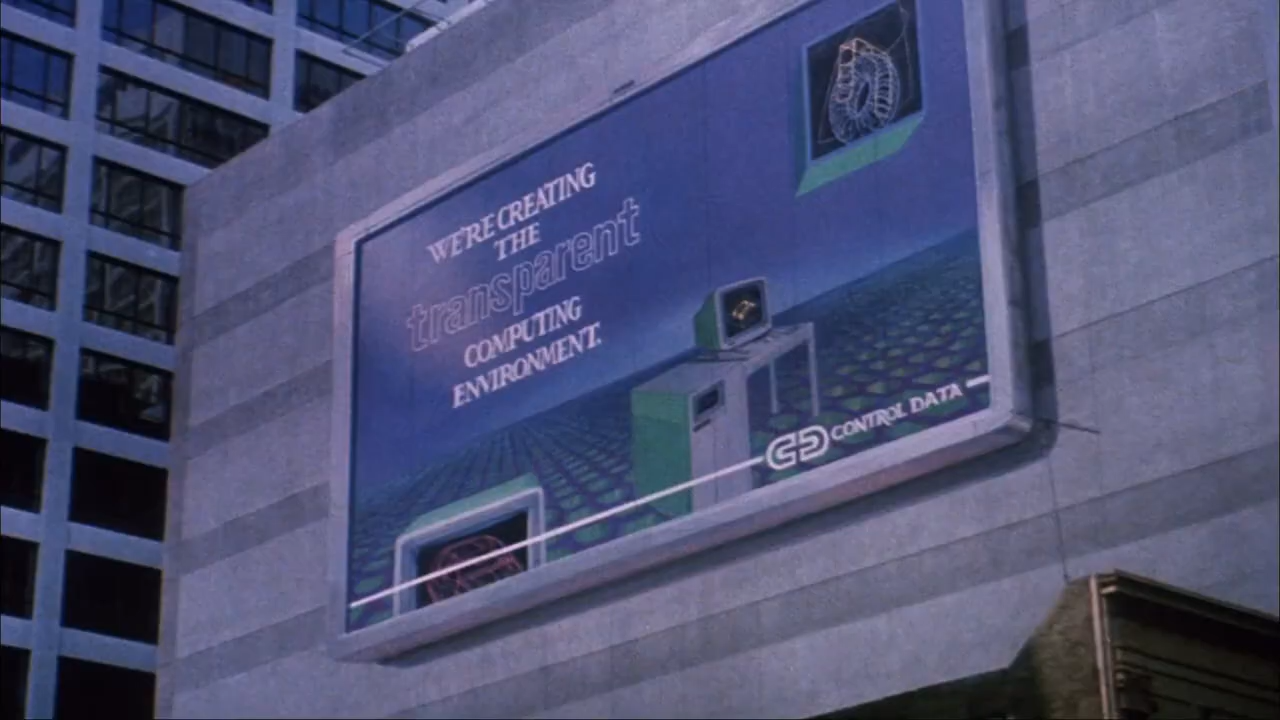 WE'RE CREATING
THE
transparent
COMPUTING
ENVIRONMENT.
CONTROL DATA